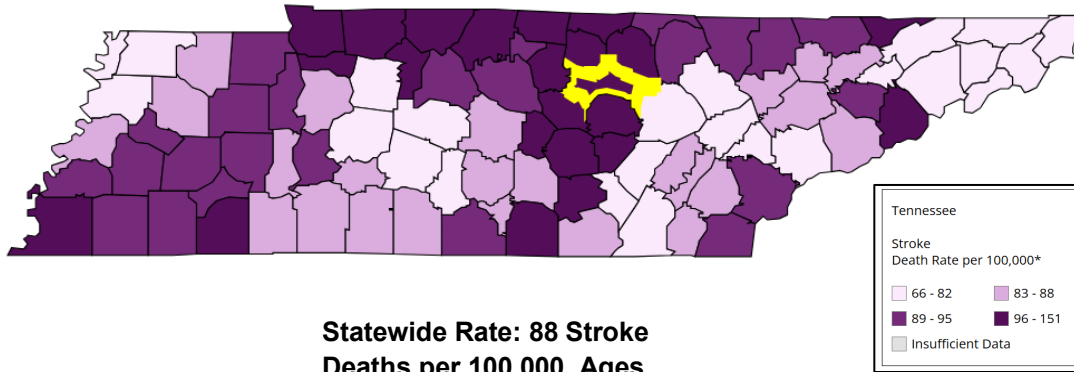 Tennessee
Stroke
Death Rate per 100,000*
66 - 82
83 - 88
89 - 95
96 - 151
Insufficient Data
Statewide Rate: 88 Stroke
Deaths per 100,000, Ages